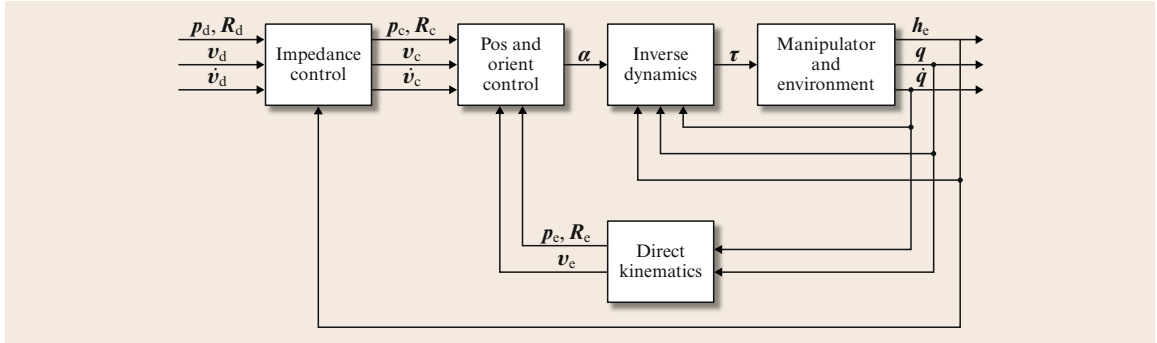 p_d, R_d
v_d
v̇_d
Impedance
control
p_c, R_c
v_c
v̇_c
Pos and
orient
control
α
Inverse
dynamics
τ
Manipulator
and
environment
h_e
q
q̇
p_e, R_e
v_e
Direct
kinematics